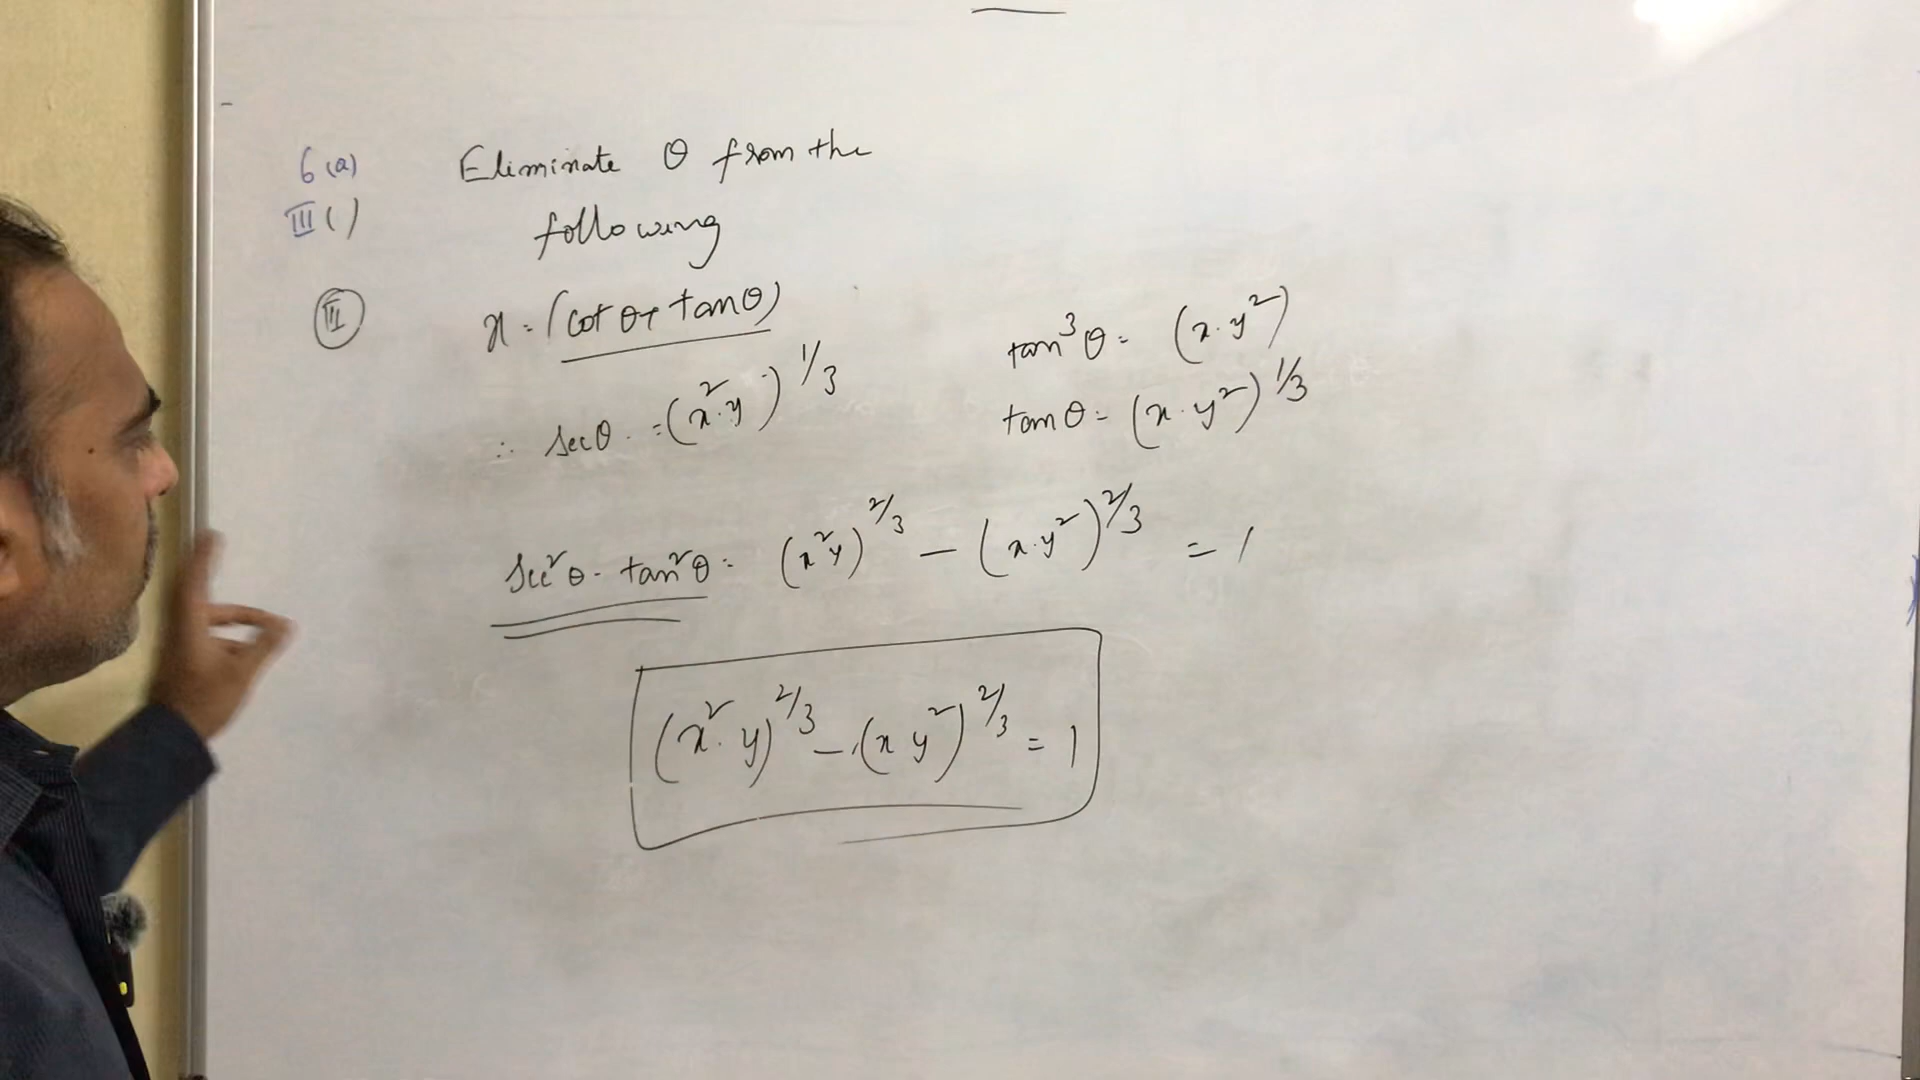 6(a) Eliminate θ from the
III( ) following
II x = (cot θ + tan θ)
∴ sec θ = (x².y)^1/3
tan³θ = (x.y²)
tan θ = (x.y²)^1/3
sec²θ - tan²θ = (x²y)^2/3 - (x.y²)^2/3 = 1
(x².y)^2/3 - (xy²)^2/3 = 1